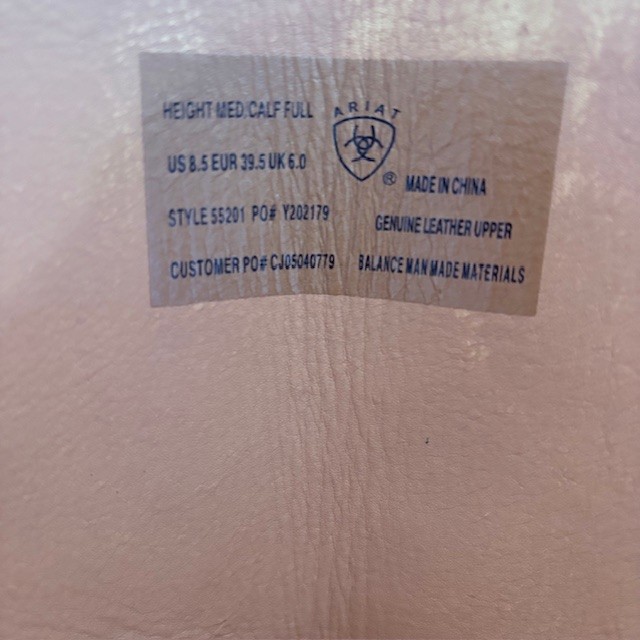 HEIGHT MED/CALF FULL
ARIAT
US 8.5 EUR 39.5 UK 6.0
®
MADE IN CHINA
STYLE 55201 PO# Y202179
GENUINE LEATHER UPPER
CUSTOMER PO# CJ05040779
BALANCE MAN MADE MATERIALS